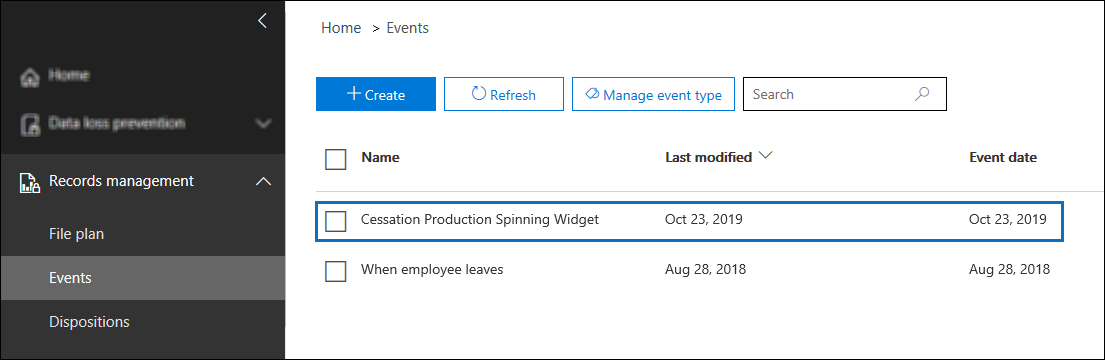 Home
Data loss prevention
Records management
File plan
Events
Dispositions
Home > Events
Create Refresh Manage event type Search
Name Last modified Event date
Cessation Production Spinning Widget Oct 23, 2019 Oct 23, 2019
When employee leaves Aug 28, 2018 Aug 28, 2018